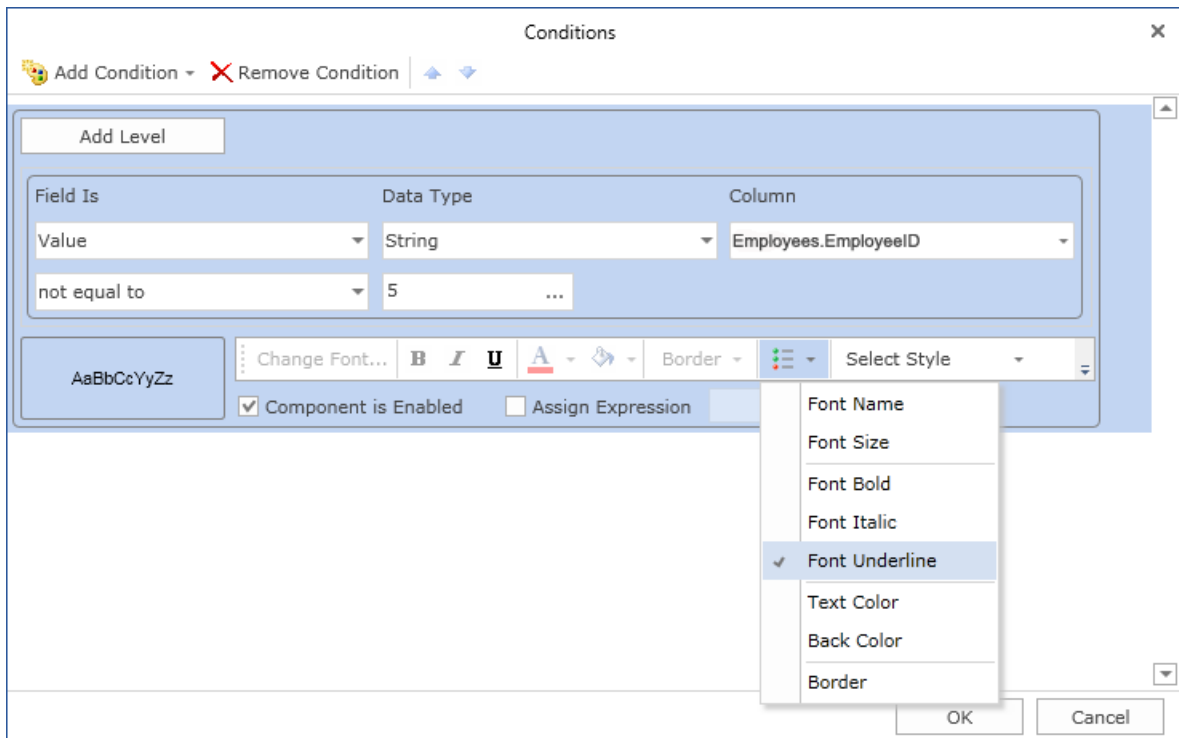 Conditions
Add Condition Remove Condition
Add Level
Field Is Data Type Column
Value String Employees.EmployeeID
not equal to 5 ...
AaBbCcYyZz Change Font... B I U A Border Select Style
Component is Enabled Assign Expression
Font Name
Font Size
Font Bold
Font Italic
Font Underline
Text Color
Back Color
Border
OK Cancel